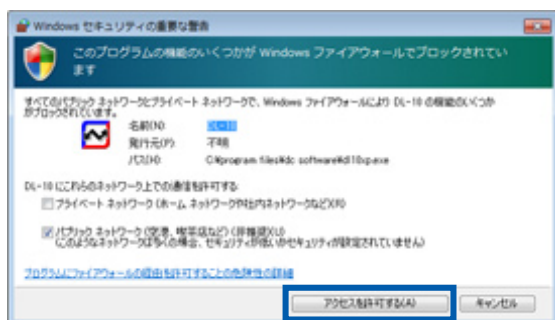 Windows セキュリティの重要な警告
このプログラムの機能のいくつかが Windows ファイアウォールでブロックされてい
ます
すべてのパブリック ネットワークとプライベート ネットワークで、Windows ファイアウォールにより DL-10 の機能のいくつか
がブロックされています。
名前(N): DL-10
発行元(P): 不明
パス(H): C:¥program files¥dc software¥dl10xp.exe
DL-10 にこれらのネットワーク上での通信を許可する:
プライベート ネットワーク (ホーム ネットワークや社内ネットワークなど)(R)
パブリック ネットワーク (空港、喫茶店など) (非推奨)(U)
(このようなネットワークは多くの場合、セキュリティが低いかセキュリティが設定されていません)
プログラムにファイアウォールの経由を許可することの危険性の詳細
アクセスを許可する(A)
キャンセル